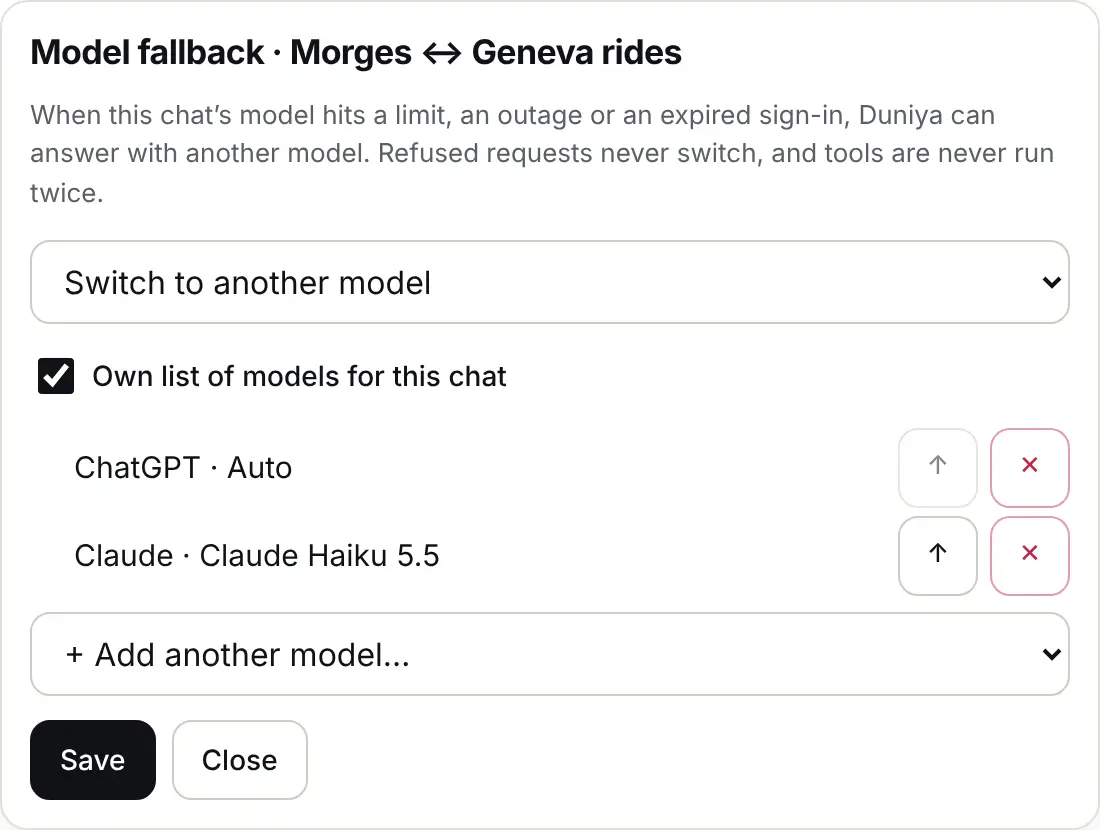 Model fallback · Morges ↔ Geneva rides
When this chat’s model hits a limit, an outage or an expired sign-in, Duniya can
answer with another model. Refused requests never switch, and tools are never run
twice.
Switch to another model
Own list of models for this chat
ChatGPT · Auto
↑ ×
Claude · Claude Haiku 5.5
↑ ×
+ Add another model...
Save Close